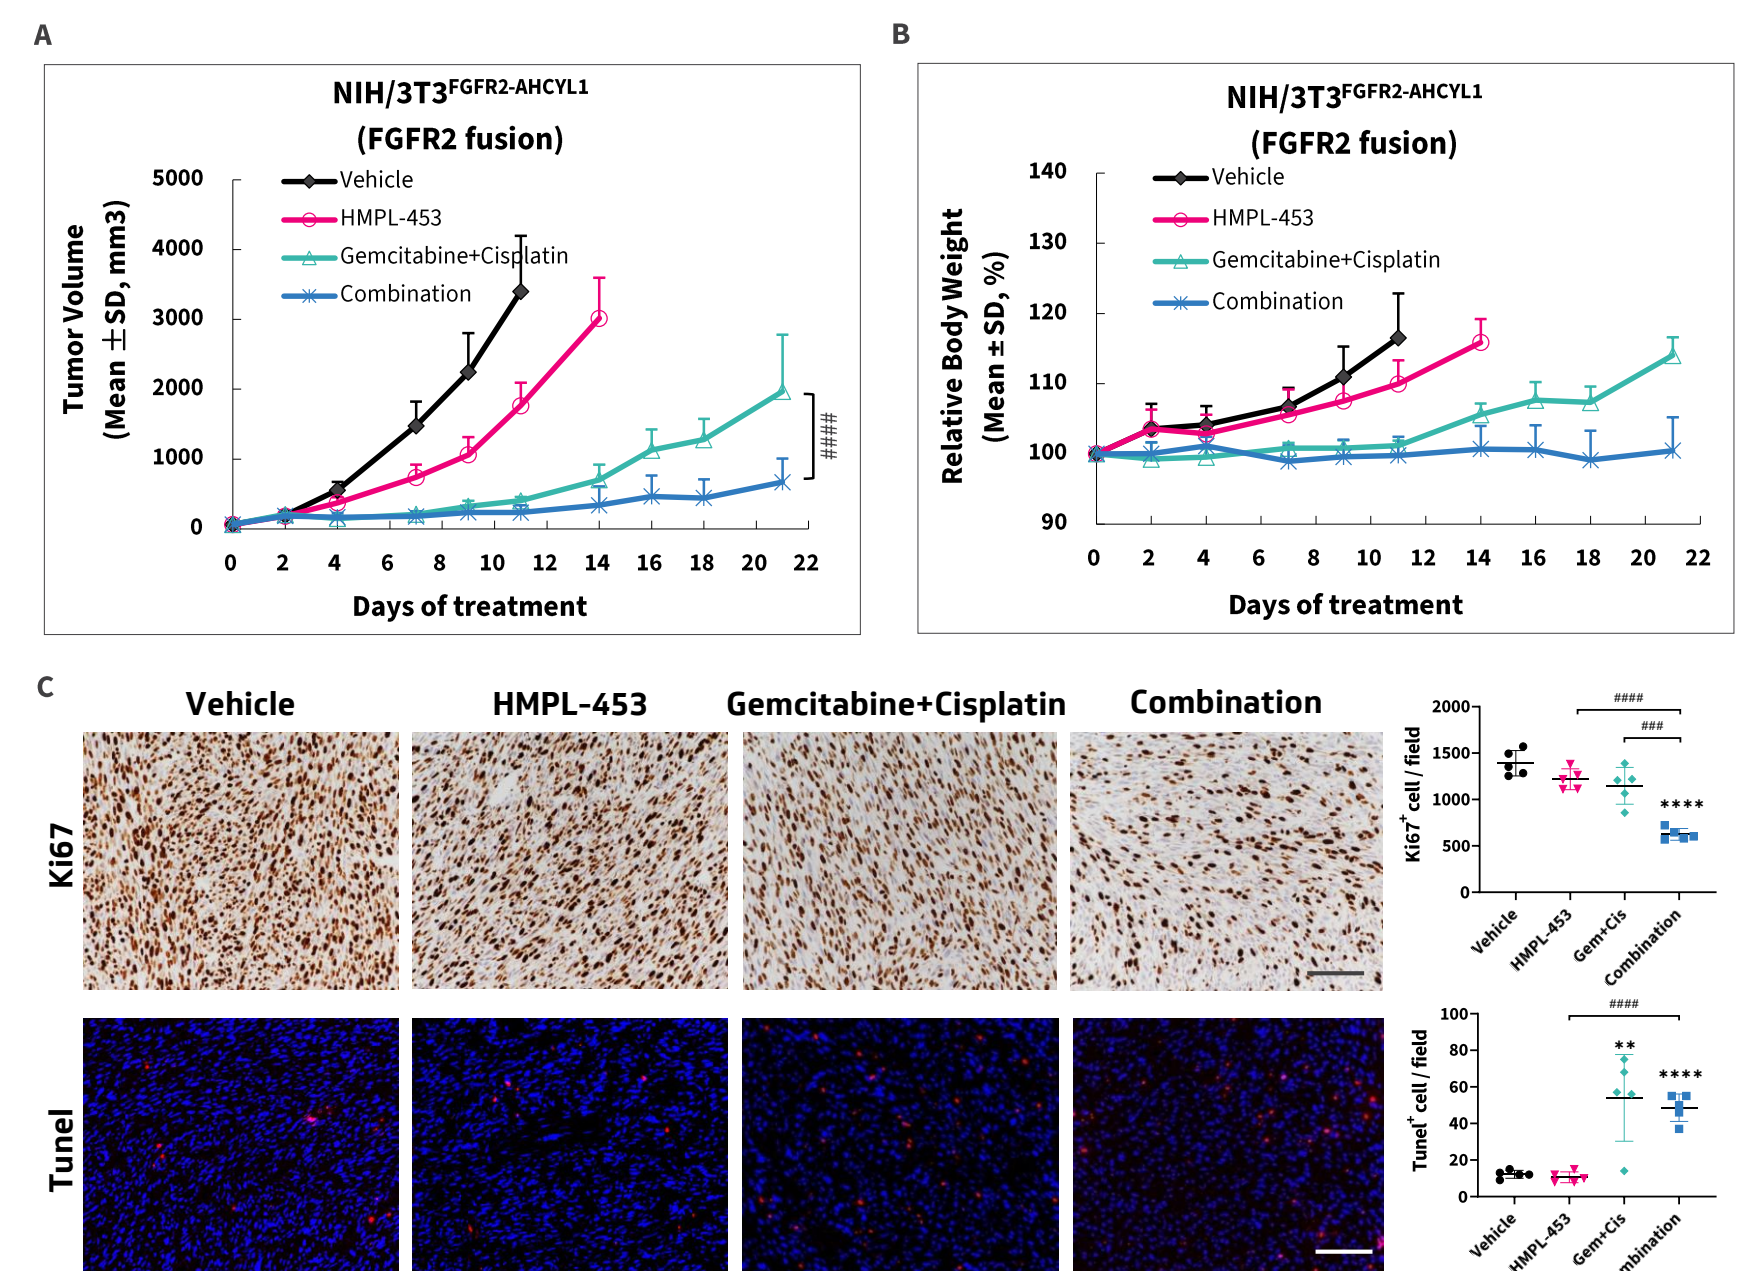 A
NIH/3T3FGFR2-AHCYL1
(FGFR2 fusion)
Vehicle
HMPL-453
Gemcitabine+Cisplatin
Combination
Tumor Volume
(Mean ±SD, mm3)
5000
4000
3000
2000
1000
0
0 2 4 6 8 10 12 14 16 18 20 22
Days of treatment
####
B
NIH/3T3FGFR2-AHCYL1
(FGFR2 fusion)
Vehicle
HMPL-453
Gemcitabine+Cisplatin
Combination
Relative Body Weight
(Mean ± SD, %)
140
130
120
110
100
90
0 2 4 6 8 10 12 14 16 18 20 22
Days of treatment
C
Vehicle HMPL-453 Gemcitabine+Cisplatin Combination
Ki67
Tunel
Ki67+ cell / field
2000
1500
1000
500
0
####
###
****
Vehicle HMPL-453 Gem+Cis Combination
Tunel+ cell / field
100
80
60
40
20
0
####
**
****
Vehicle HMPL-453 Gem+Cis mbination